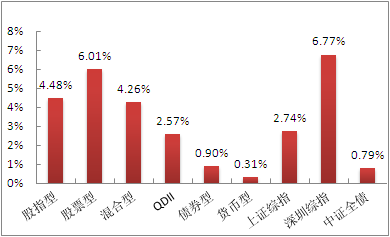 8%
7%
6%
5%
4%
3%
2%
1%
0%
4.48%
6.01%
4.26%
2.57%
0.90%
0.31%
2.74%
6.77%
0.79%
股指型
股票型
混合型
QDII
债券型
货币型
上证综指
深圳综指
中证全债